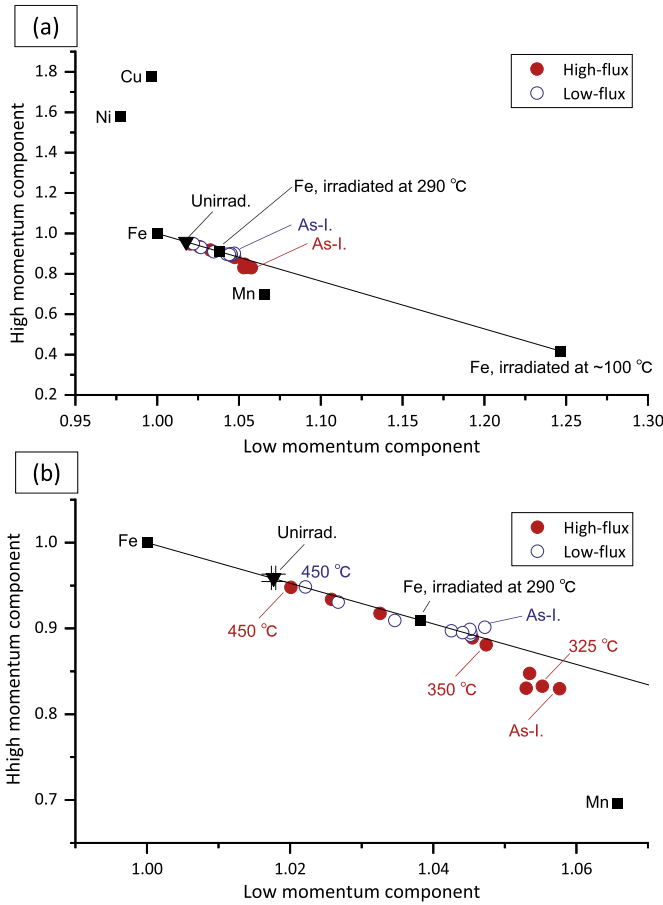 (a)
High momentum component
1.8
1.6
1.4
1.2
1.0
0.8
0.6
0.4
0.2
Cu
Ni
Fe
Unirrad.
Fe, irradiated at 290 °C
As-I.
As-I.
Mn
Fe, irradiated at ~100 °C
High-flux
Low-flux
0.95 1.00 1.05 1.10 1.15 1.20 1.25 1.30
Low momentum component
(b)
Hhigh momentum component
1.0
0.9
0.8
0.7
Fe
Unirrad.
450 °C
450 °C
Fe, irradiated at 290 °C
As-I.
350 °C
325 °C
As-I.
Mn
High-flux
Low-flux
1.00 1.02 1.04 1.06
Low momentum component